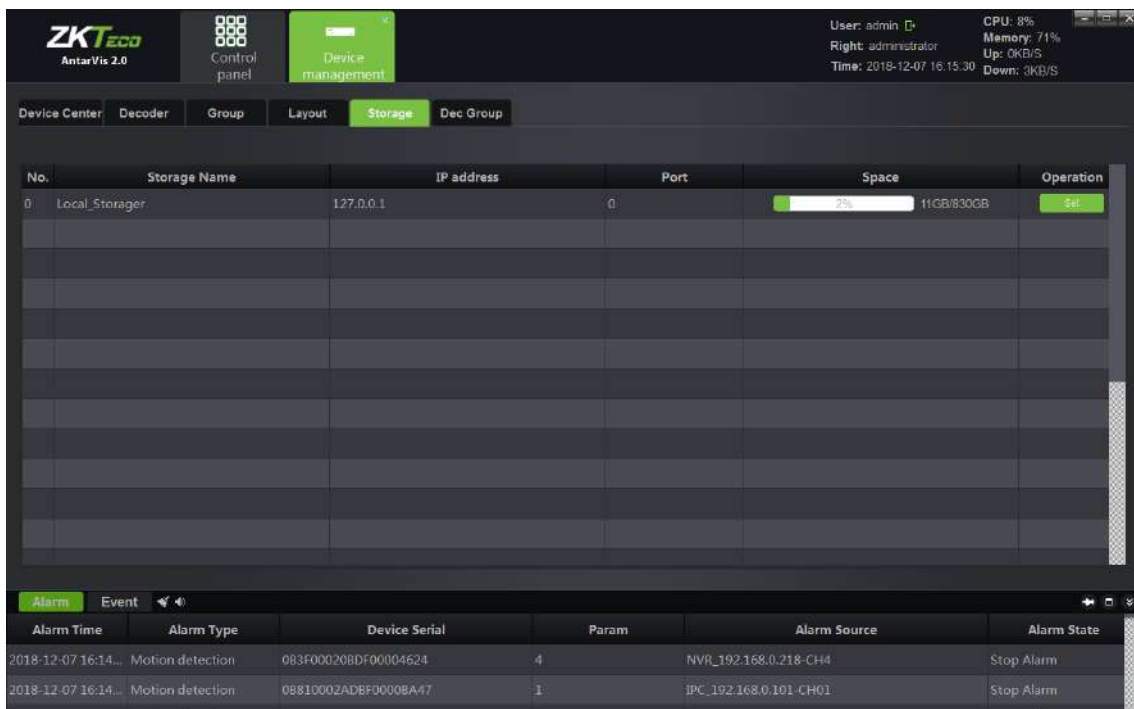 ZKTeco
AntarVis 2.0
Control panel
Device management
User: admin
Right: administrator
Time: 2018-12-07 16:15:30
CPU: 8%
Memory: 71%
Up: 0KB/S
Down: 3KB/S
Device Center Decoder Group Layout Storage Dec Group
No. Storage Name IP address Port Space Operation
0 Local_Storager 127.0.0.1 0 2% 11GB/830GB Set
Alarm Event
Alarm Time Alarm Type Device Serial Param Alarm Source Alarm State
2018-12-07 16:14... Motion detection 0B3F00020BDF00004624 4 NVR_192.168.0.218-CH4 Stop Alarm
2018-12-07 16:14... Motion detection 08810002ADBF0000BA47 1 IPC_192.168.0.101-CH01 Stop Alarm